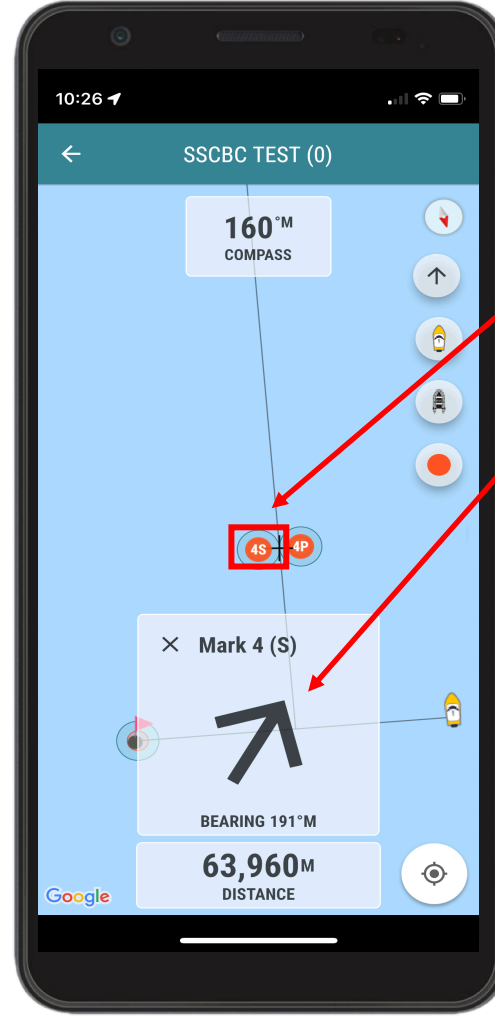 10:26
SSCBC TEST (0)
160°M
COMPASS
4S 4P
Mark 4 (S)
BEARING 191°M
63,960M
DISTANCE
Google